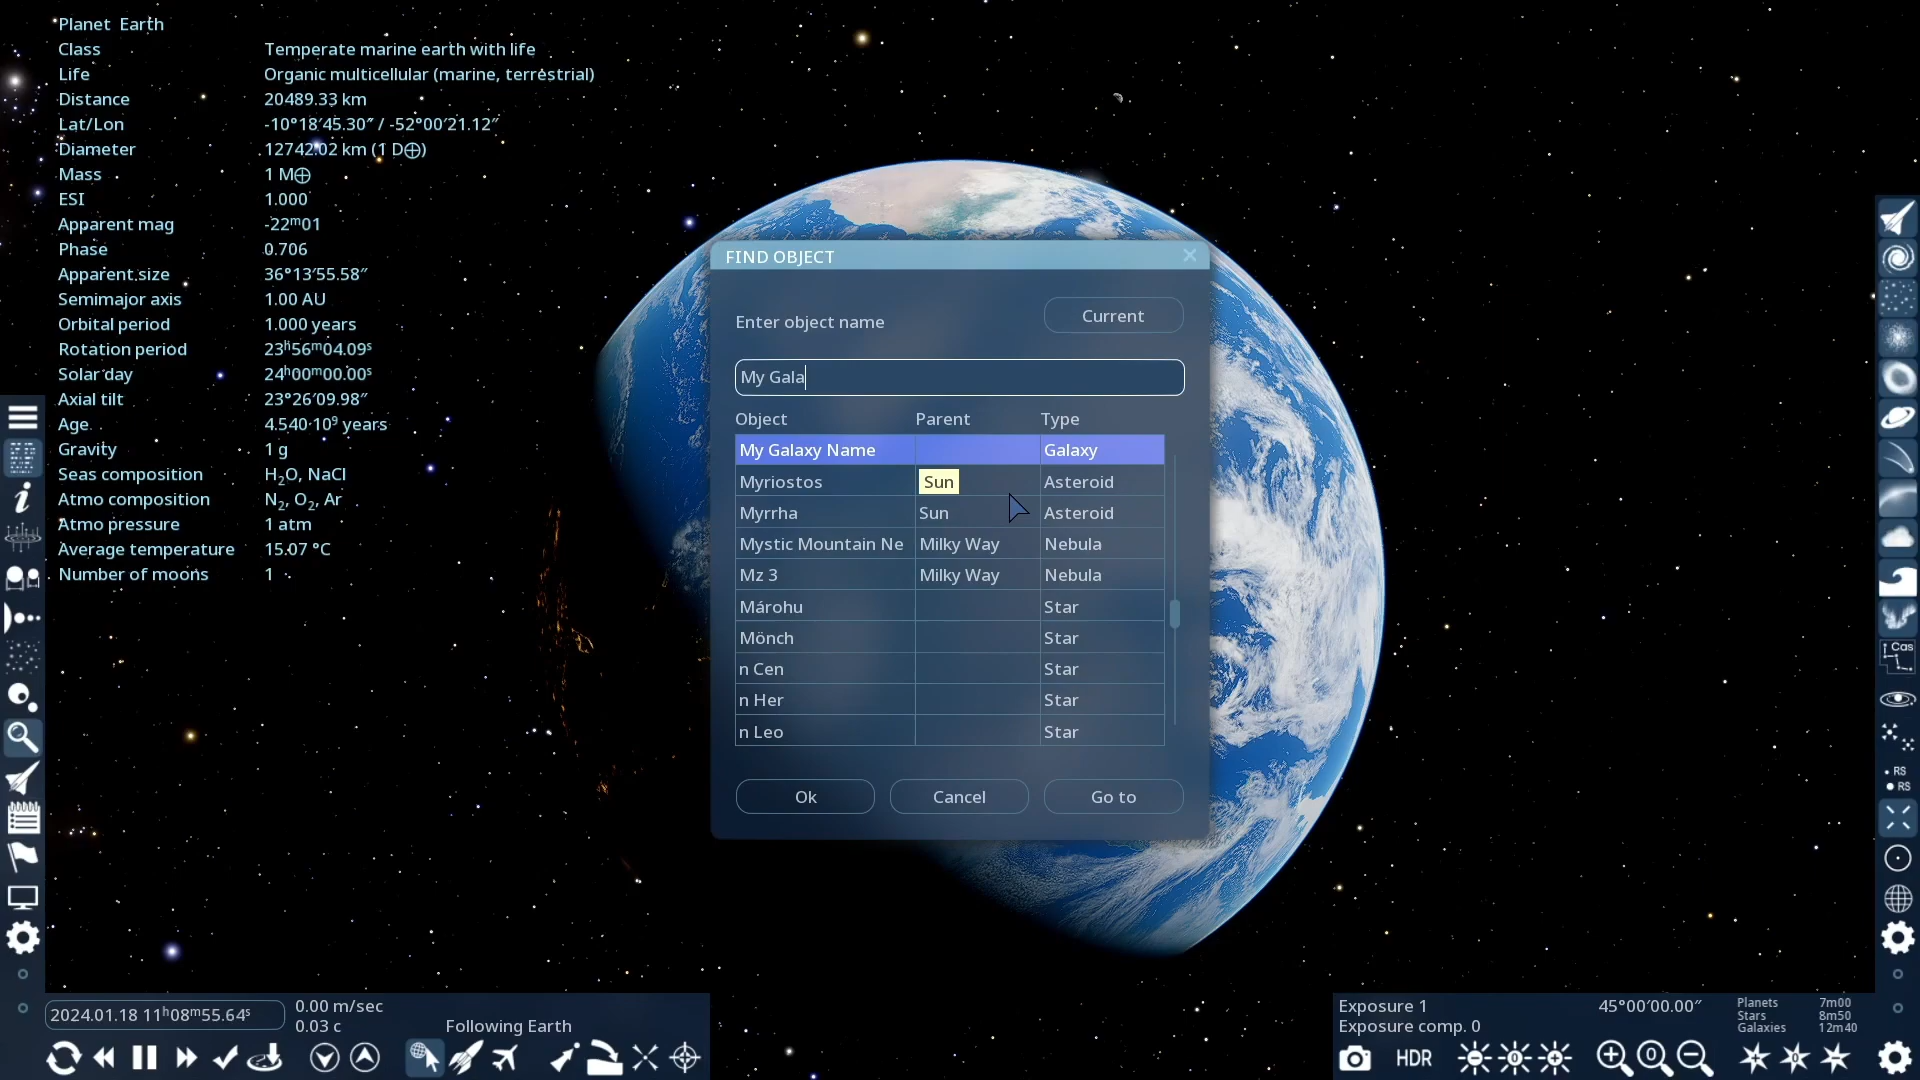 Planet Earth
Class Temperate marine earth with life
Life Organic multicellular (marine, terrestrial)
Distance 20489.33 km
Lat/Lon -10°18′45.30″ / -52°00′21.12″
Diameter 12742.02 km (1 D⊕)
Mass 1 M⊕
ESI 1.000
Apparent mag -22ᵐ01
Phase 0.706
Apparent size 36°13′55.58″
Semimajor axis 1.00 AU
Orbital period 1.000 years
Rotation period 23ʰ56ᵐ04.09ˢ
Solar day 24ʰ00ᵐ00.00ˢ
Axial tilt 23°26′09.98″
Age 4.540·10⁹ years
Gravity 1 g
Seas composition H₂O, NaCl
Atmo composition N₂, O₂, Ar
Atmo pressure 1 atm
Average temperature 15.07 °C
Number of moons 1
FIND OBJECT
Enter object name
Current
My Gala
Object Parent Type
My Galaxy Name Galaxy
Myriostos Sun Asteroid
Myrrha Sun Asteroid
Mystic Mountain Ne Milky Way Nebula
Mz 3 Milky Way Nebula
Márohu Star
Mönch Star
n Cen Star
n Her Star
n Leo Star
Ok Cancel Go to
Cas
RS
RS
2024.01.18 11ʰ08ᵐ55.64ˢ
0.00 m/sec
0.03 c
Following Earth
Exposure 1
Exposure comp. 0
45°00′00.00″
Planets 7m00
Stars 8m50
Galaxies 12m40
HDR
0
0
0